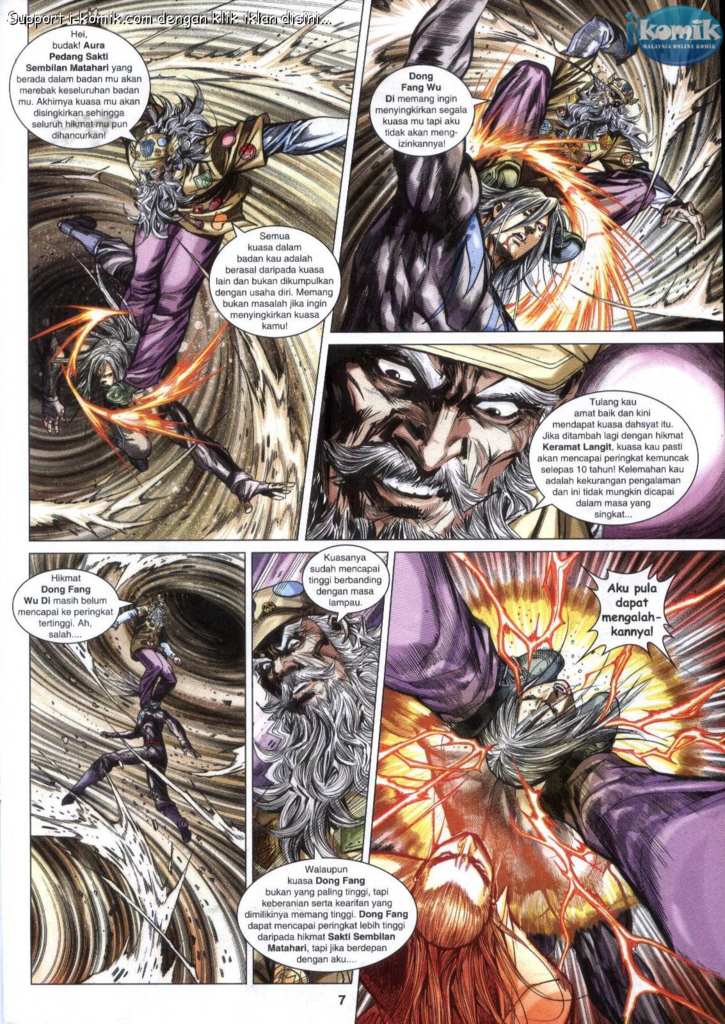 Support i-komik.com dengan klik iklan disini...
ikomik
MALAYSIA ONLINE KOMIK
Hei,
budak! Aura
Pedang Sakti
Sembilan Matahari yang
berada dalam badan mu akan
merebak keseluruhan badan
mu. Akhirnya kuasa mu akan
disingkirkan sehingga
seluruh hikmat mu pun
dihancurkan!
Semua
kuasa dalam
badan kau adalah
berasal daripada kuasa
lain dan bukan dikumpulkan
dengan usaha diri. Memang
bukan masalah jika ingin
menyingkirkan kuasa
kamu!
Dong
Fang Wu
Di memang ingin
menyingkirkan segala
kuasa mu tapi aku
tidak akan meng-
izinkannya!
Tulang kau
amat baik dan kini
mendapat kuasa dahsyat itu.
Jika ditambah lagi dengan hikmat
Keramat Langit, kuasa kau pasti
akan mencapai peringkat kemuncak
selepas 10 tahun! Kelemahan kau
adalah kekurangan pengalaman
dan ini tidak mungkin dicapai
dalam masa yang
singkat...
Hikmat
Dong Fang
Wu Di masih belum
mencapai ke peringkat
tertinggi. Ah,
salah....
Kuasanya
sudah mencapai
tinggi berbanding
dengan masa
lampau.
Walaupun
kuasa Dong Fang
bukan yang paling tinggi, tapi
keberanian serta kearifan yang
dimilikinya memang tinggi. Dong Fang
dapat mencapai peringkat lebih tinggi
daripada hikmat Sakti Sembilan
Matahari, tapi jika berdepan
dengan aku....
Aku pula
dapat
mengalah-
kannya!
7